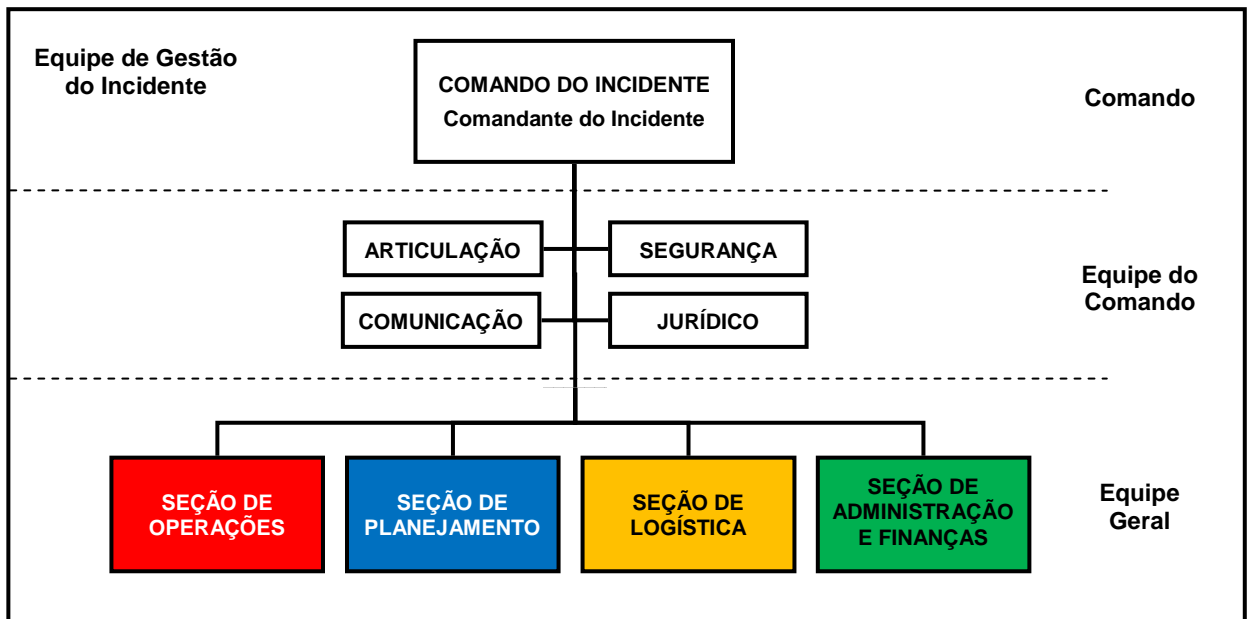 Equipe de Gestão
do Incidente
COMANDO DO INCIDENTE
Comandante do Incidente
Comando
ARTICULAÇÃO
SEGURANÇA
COMUNICAÇÃO
JURÍDICO
Equipe do
Comando
SEÇÃO DE
OPERAÇÕES
SEÇÃO DE
PLANEJAMENTO
SEÇÃO DE
LOGÍSTICA
SEÇÃO DE
ADMINISTRAÇÃO
E FINANÇAS
Equipe
Geral